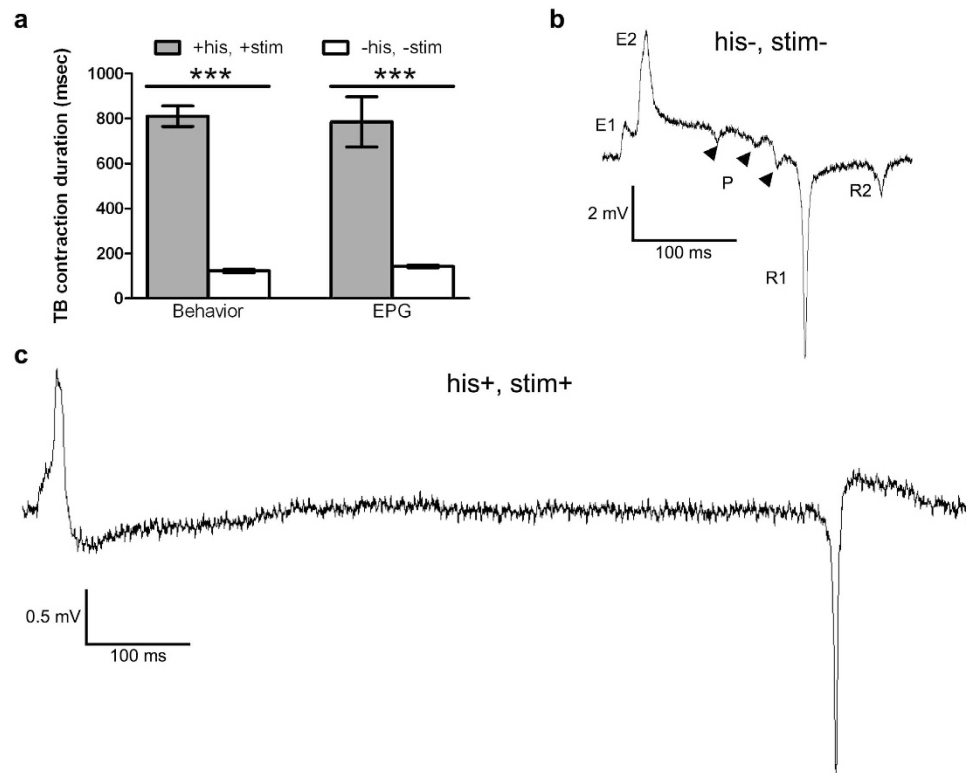 a
+his, +stim
-his, -stim
TB contraction duration (msec)
1000
800
600
400
200
0
***
***
Behavior
EPG
b
his-, stim-
E2
E1
P
R2
R1
2 mV
100 ms
c
his+, stim+
0.5 mV
100 ms